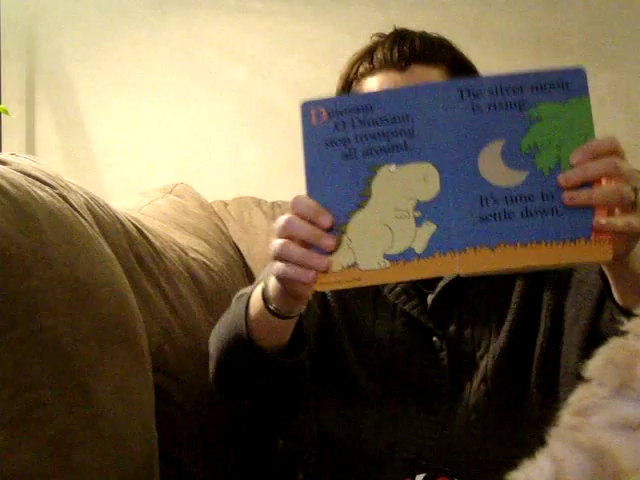 Dinosaur,
O Dinosaur,
stop tromping
all around.
The silver moon
is rising.
It's time to
settle down.